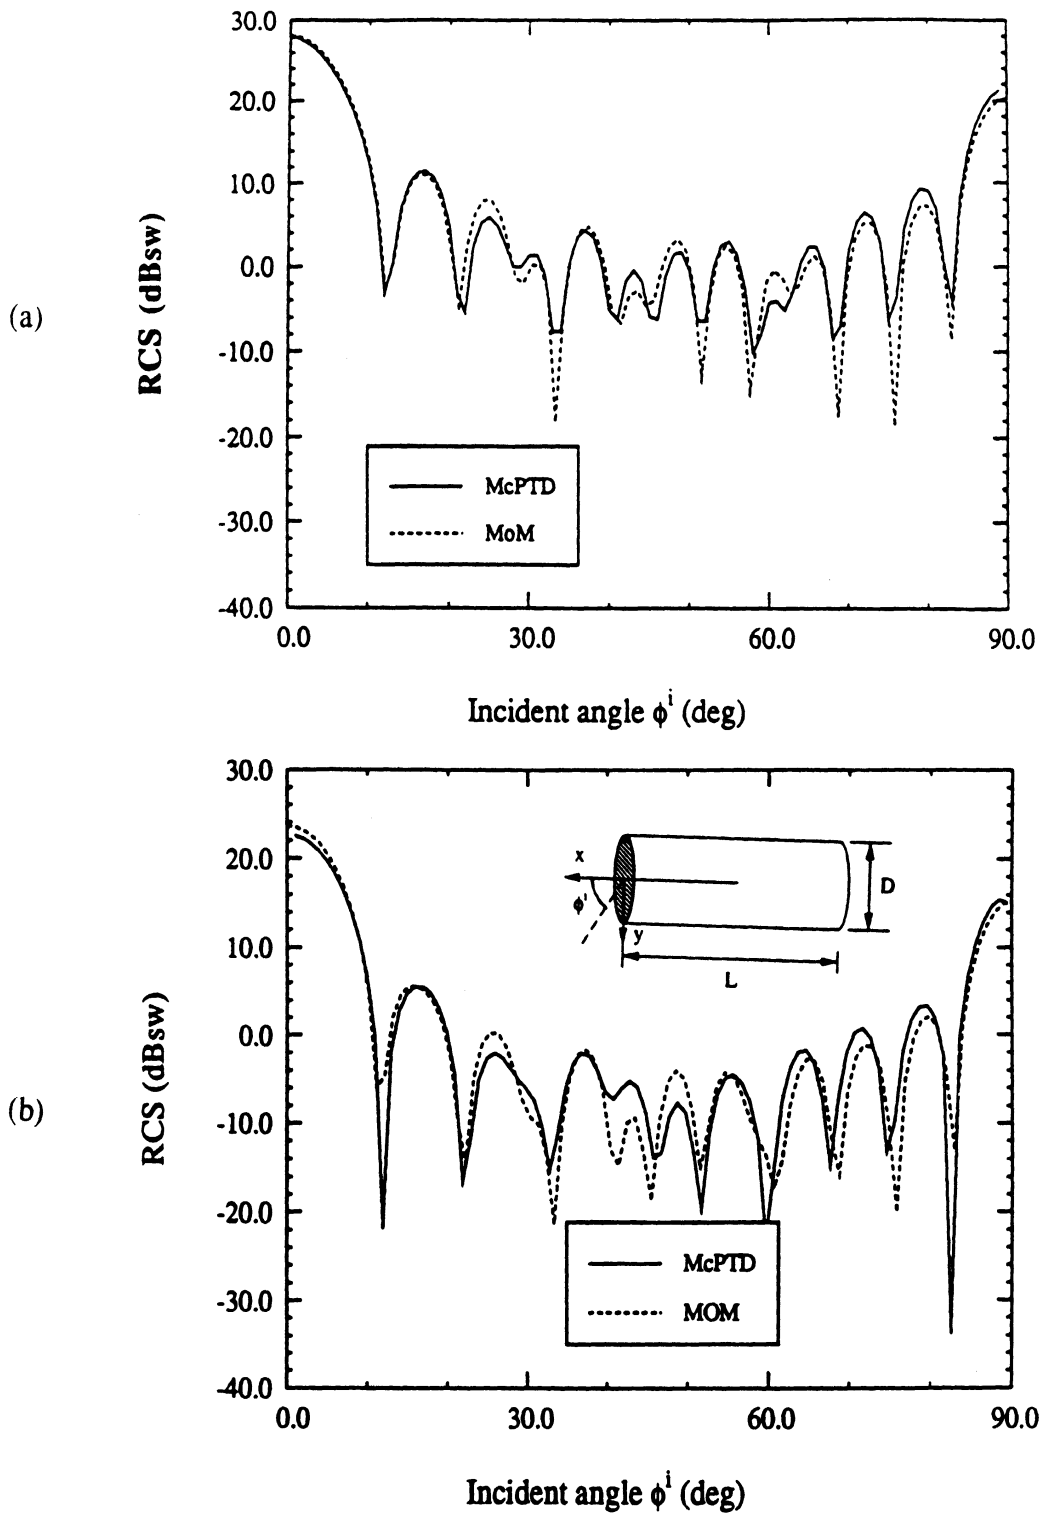 (a)
RCS (dBsw)
30.0
20.0
10.0
0.0
-10.0
-20.0
-30.0
-40.0
McPTD
MoM
0.0 30.0 60.0 90.0
Incident angle ϕⁱ (deg)
(b)
RCS (dBsw)
30.0
20.0
10.0
0.0
-10.0
-20.0
-30.0
-40.0
x
ϕⁱ
y
D
L
McPTD
MOM
0.0 30.0 60.0 90.0
Incident angle ϕⁱ (deg)